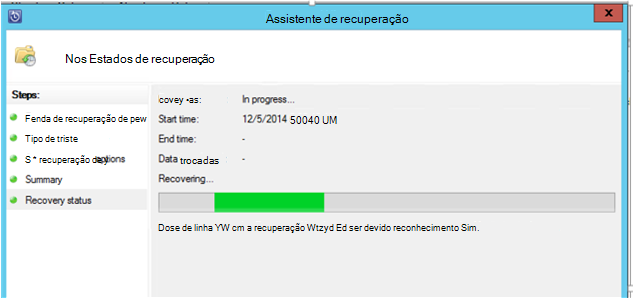 Assistente de recuperação
Nos Estados de recuperação
Steps:
Fenda de recuperação de pew
Tipo de triste
S * recuperação de options
Summary
Recovery status
covey -as: In progress...
Start time: 12/5/2014 50040 UM
End time: -
Data trocadas -
Recovering...
Dose de linha YW cm a recuperação Wtzyd Ed ser devido reconhecimento Sim.